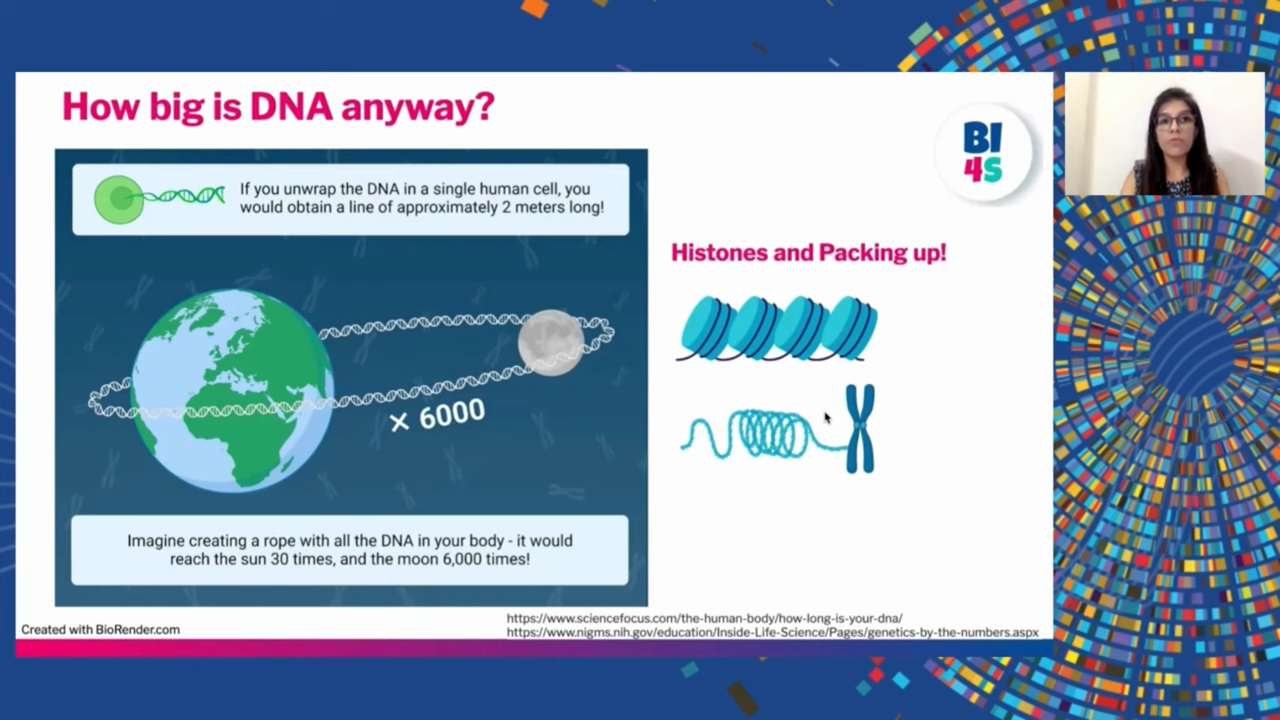 How big is DNA anyway?
BI
4S
If you unwrap the DNA in a single human cell, you
would obtain a line of approximately 2 meters long!
× 6000
Imagine creating a rope with all the DNA in your body - it would
reach the sun 30 times, and the moon 6,000 times!
Histones and Packing up!
Created with BioRender.com
https://www.sciencefocus.com/the-human-body/how-long-is-your-dna/
https://www.nigms.nih.gov/education/Inside-Life-Science/Pages/genetics-by-the-numbers.aspx